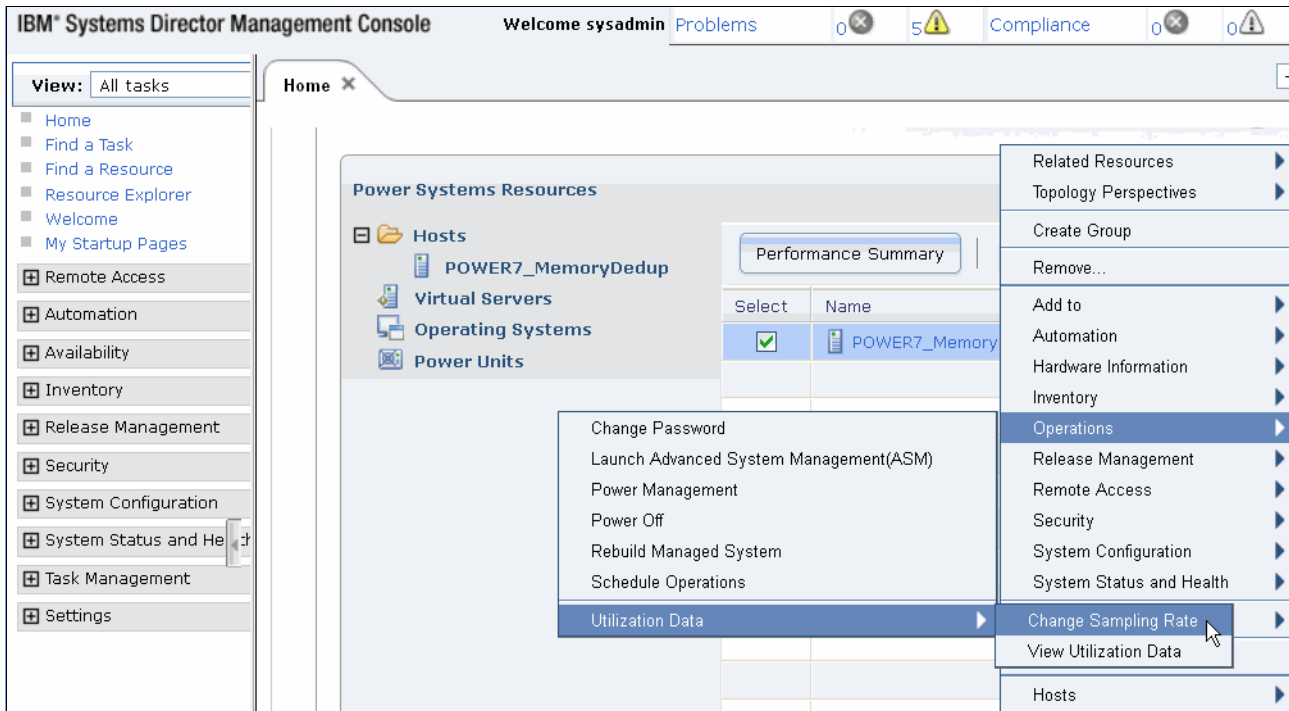 IBM® Systems Director Management Console
Welcome sysadmin Problems 0 5 Compliance 0 0
View: All tasks
Home
Find a Task
Find a Resource
Resource Explorer
Welcome
My Startup Pages
Remote Access
Automation
Availability
Inventory
Release Management
Security
System Configuration
System Status and He
Task Management
Settings
Home
Power Systems Resources
Hosts
POWER7_MemoryDedup
Virtual Servers
Operating Systems
Power Units
Performance Summary
Select Name
POWER7_Memory
Related Resources
Topology Perspectives
Create Group
Remove...
Add to
Automation
Hardware Information
Inventory
Operations
Release Management
Remote Access
Security
System Configuration
System Status and Health
Hosts
Change Password
Launch Advanced System Management(ASM)
Power Management
Power Off
Rebuild Managed System
Schedule Operations
Utilization Data
Change Sampling Rate
View Utilization Data